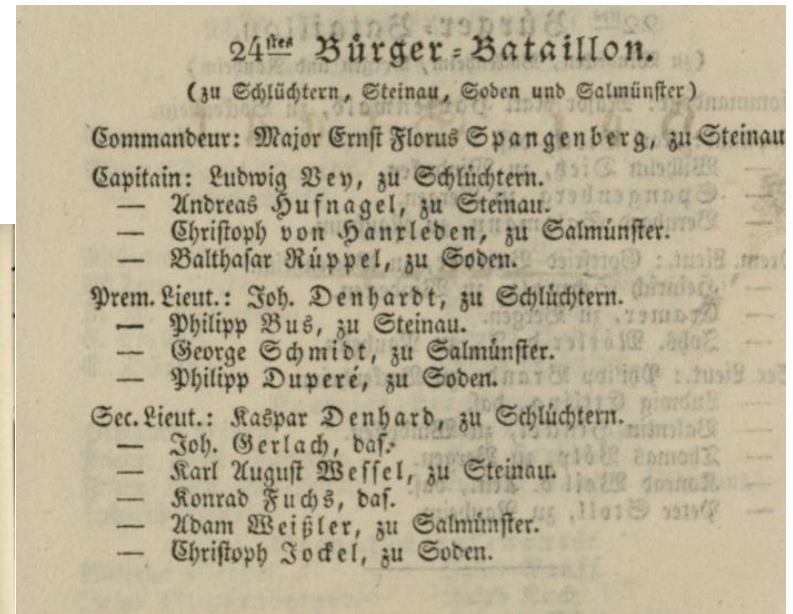 24stes Bürger-Bataillon.
(zu Schlüchtern, Steinau, Soden und Salmünster)
Commandeur: Major Ernst Florus Spangenberg, zu Steinau
Capitain: Ludwig Vey, zu Schlüchtern.
— Andreas Hufnagel, zu Steinau.
— Christoph von Hanxleden, zu Salmünster.
— Balthasar Rüppel, zu Soden.
Prem. Lieut.: Joh. Denhardt, zu Schlüchtern.
— Philipp Bus, zu Steinau.
— George Schmidt, zu Salmünster.
— Philipp Duperé, zu Soden.
Sec. Lieut.: Kaspar Denhard, zu Schlüchtern.
— Joh. Gerlach, das.
— Karl August Wessel, zu Steinau.
— Konrad Fuchs, das.
— Adam Weißler, zu Salmünster.
— Christoph Jockel, zu Soden.